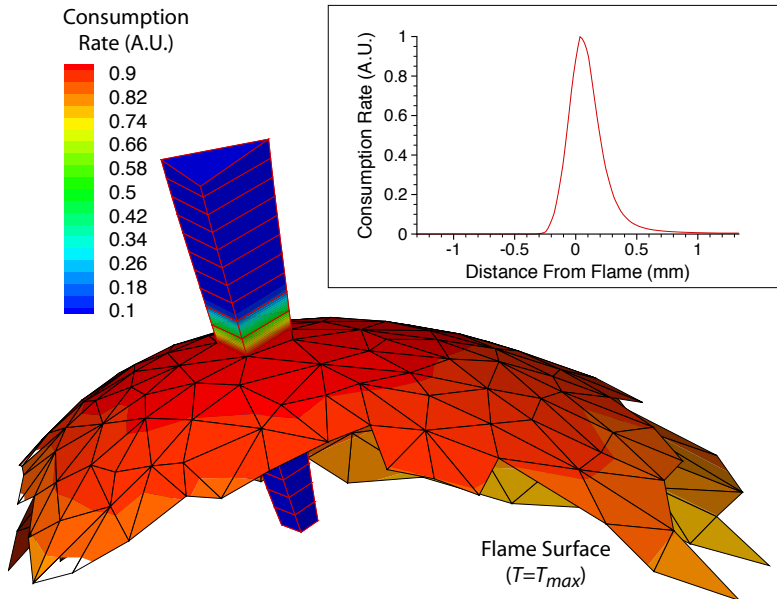 Consumption
Rate (A.U.)
0.9
0.82
0.74
0.66
0.58
0.5
0.42
0.34
0.26
0.18
0.1
Consumption Rate (A.U.)
1
0.8
0.6
0.4
0.2
0
-1 -0.5 0 0.5 1
Distance From Flame (mm)
Flame Surface
(T=Tmax)